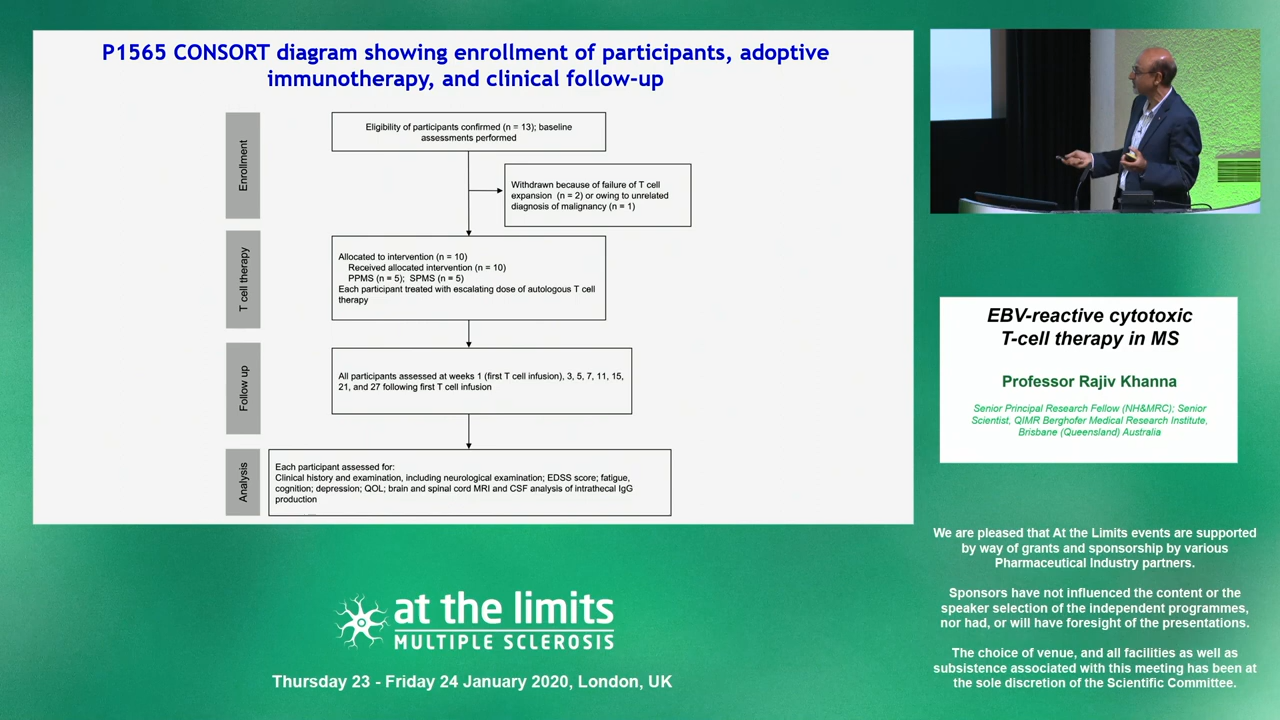 P1565 CONSORT diagram showing enrollment of participants, adoptive
immunotherapy, and clinical follow-up
Enrollment
Eligibility of participants confirmed (n = 13); baseline
assessments performed
Withdrawn because of failure of T cell
expansion (n = 2) or owing to unrelated
diagnosis of malignancy (n = 1)
T cell therapy
Allocated to intervention (n = 10)
Received allocated intervention (n = 10)
PPMS (n = 5); SPMS (n = 5)
Each participant treated with escalating dose of autologous T cell
therapy
Follow up
All participants assessed at weeks 1 (first T cell infusion), 3, 5, 7, 11, 15,
21, and 27 following first T cell infusion
Analysis
Each participant assessed for:
Clinical history and examination, including neurological examination; EDSS score; fatigue,
cognition; depression; QOL; brain and spinal cord MRI and CSF analysis of intrathecal IgG
production
EBV-reactive cytotoxic
T-cell therapy in MS
Professor Rajiv Khanna
Senior Principal Research Fellow (NH&MRC); Senior
Scientist, QIMR Berghofer Medical Research Institute,
Brisbane (Queensland) Australia
We are pleased that At the Limits events are supported
by way of grants and sponsorship by various
Pharmaceutical Industry partners.
Sponsors have not influenced the content or the
speaker selection of the independent programmes,
nor had, or will have foresight of the presentations.
The choice of venue, and all facilities as well as
subsistence associated with this meeting has been at
the sole discretion of the Scientific Committee.
at the limits
MULTIPLE SCLEROSIS
Thursday 23 - Friday 24 January 2020, London, UK